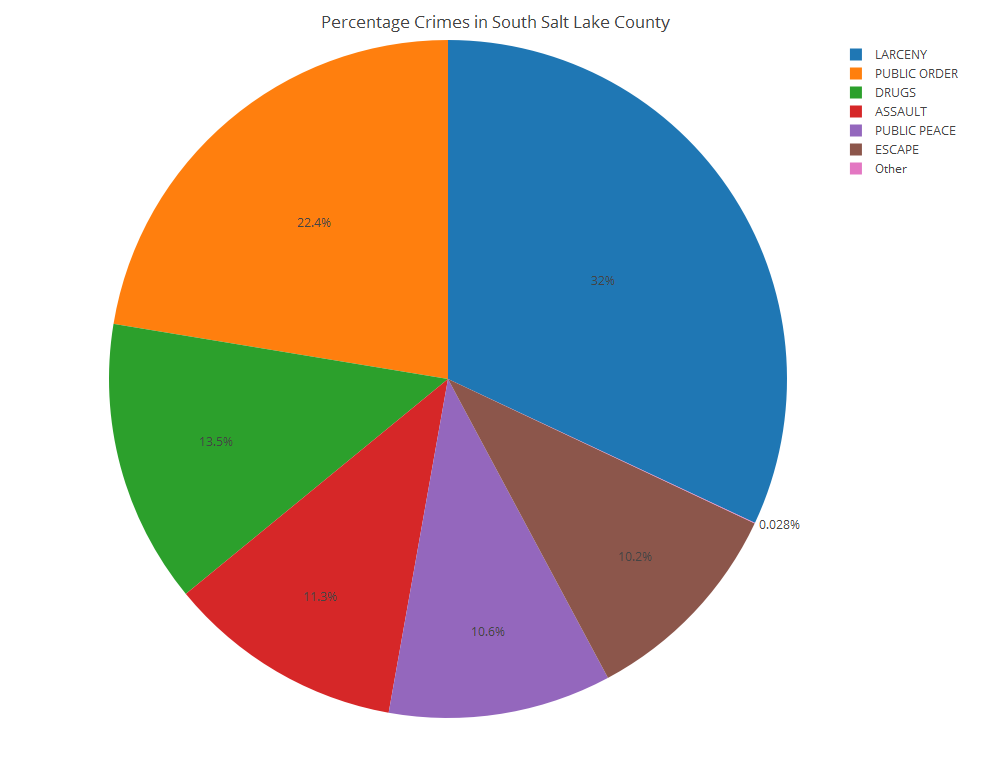 Percentage Crimes in South Salt Lake County
LARCENY
PUBLIC ORDER
DRUGS
ASSAULT
PUBLIC PEACE
ESCAPE
Other
22.4%
32%
13.5%
0.028%
10.2%
11.3%
10.6%